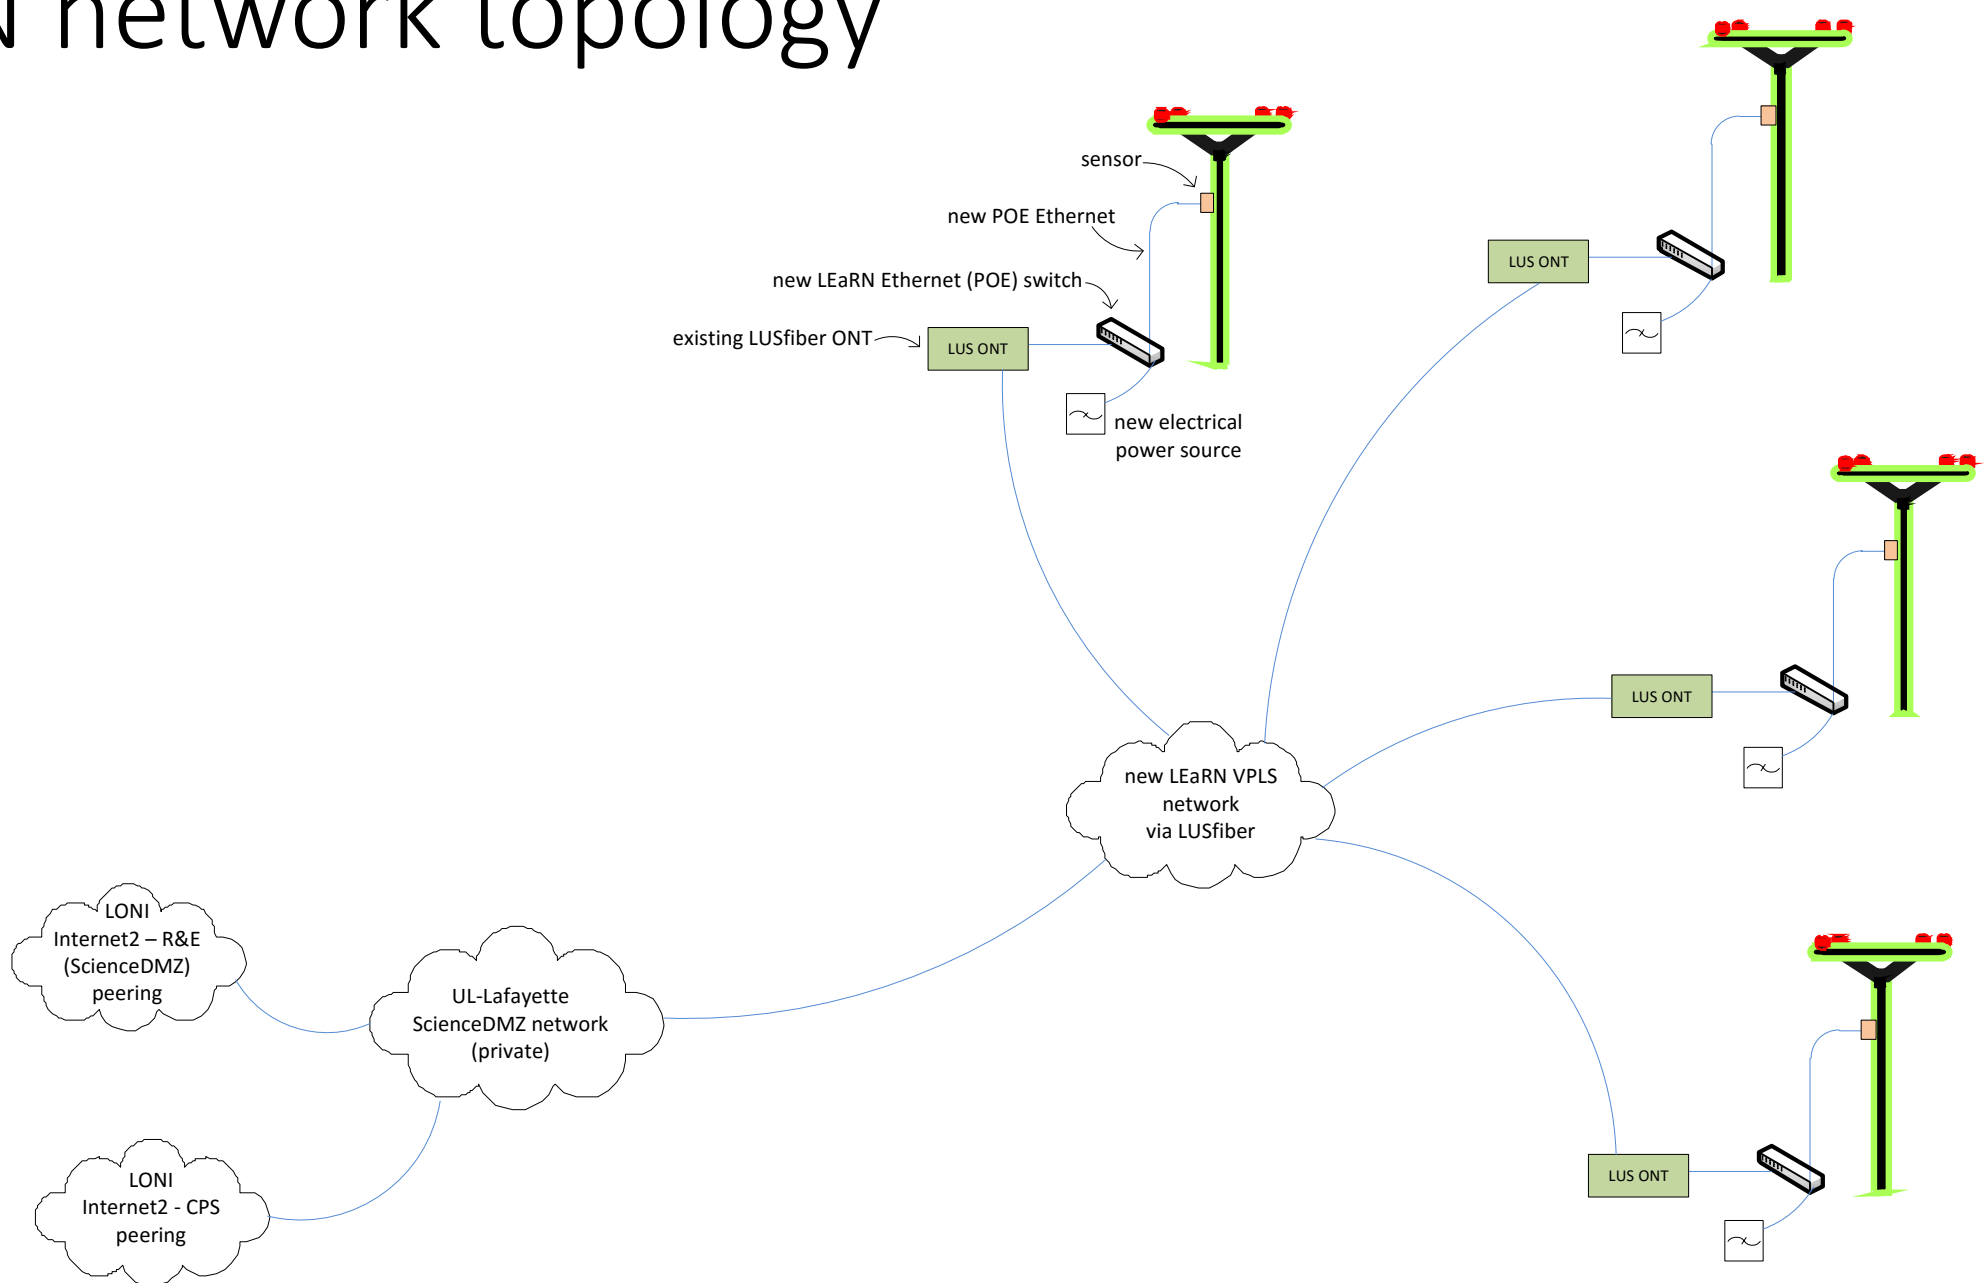 N network topology
sensor
new POE Ethernet
new LEaRN Ethernet (POE) switch
existing LUSfiber ONT
LUS ONT
new electrical
power source
LUS ONT
LUS ONT
new LEaRN VPLS
network
via LUSfiber
LONI
Internet2 – R&E
(ScienceDMZ)
peering
UL-Lafayette
ScienceDMZ network
(private)
LONI
Internet2 - CPS
peering
LUS ONT